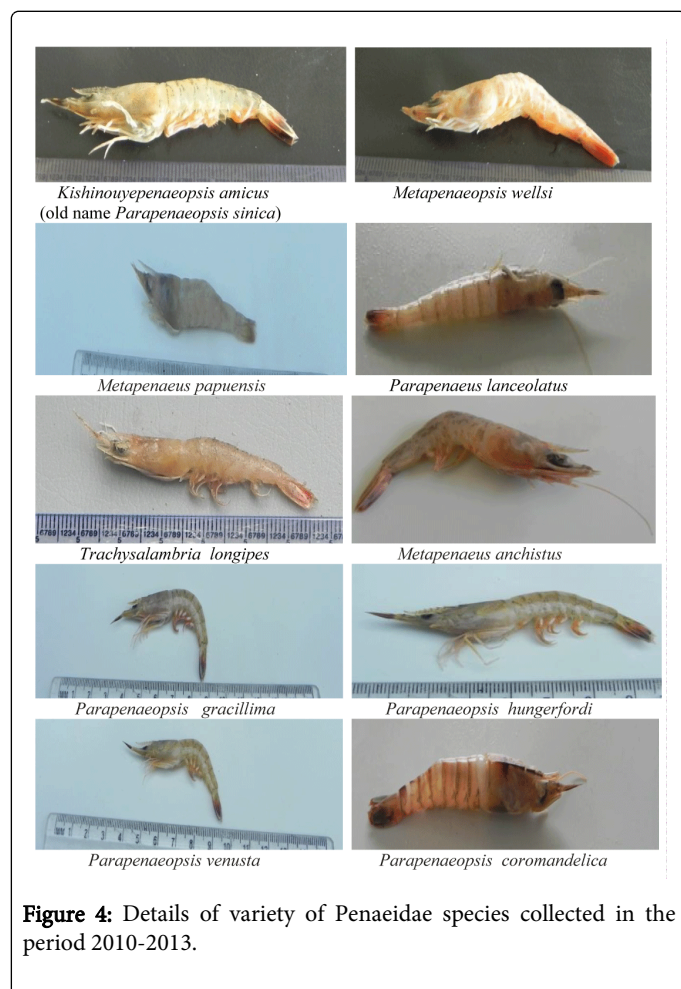 Kishinouyepenaeopsis amicus
(old name Parapenaeopsis sinica)
Metapenaeopsis wellsi
Metapenaeus papuensis
Parapenaeus lanceolatus
Trachysalambria longipes
Metapenaeus anchistus
Parapenaeopsis gracillima
Parapenaeopsis hungerfordi
Parapenaeopsis venusta
Parapenaeopsis coromandelica
Figure 4: Details of variety of Penaeidae species collected in the
period 2010-2013.